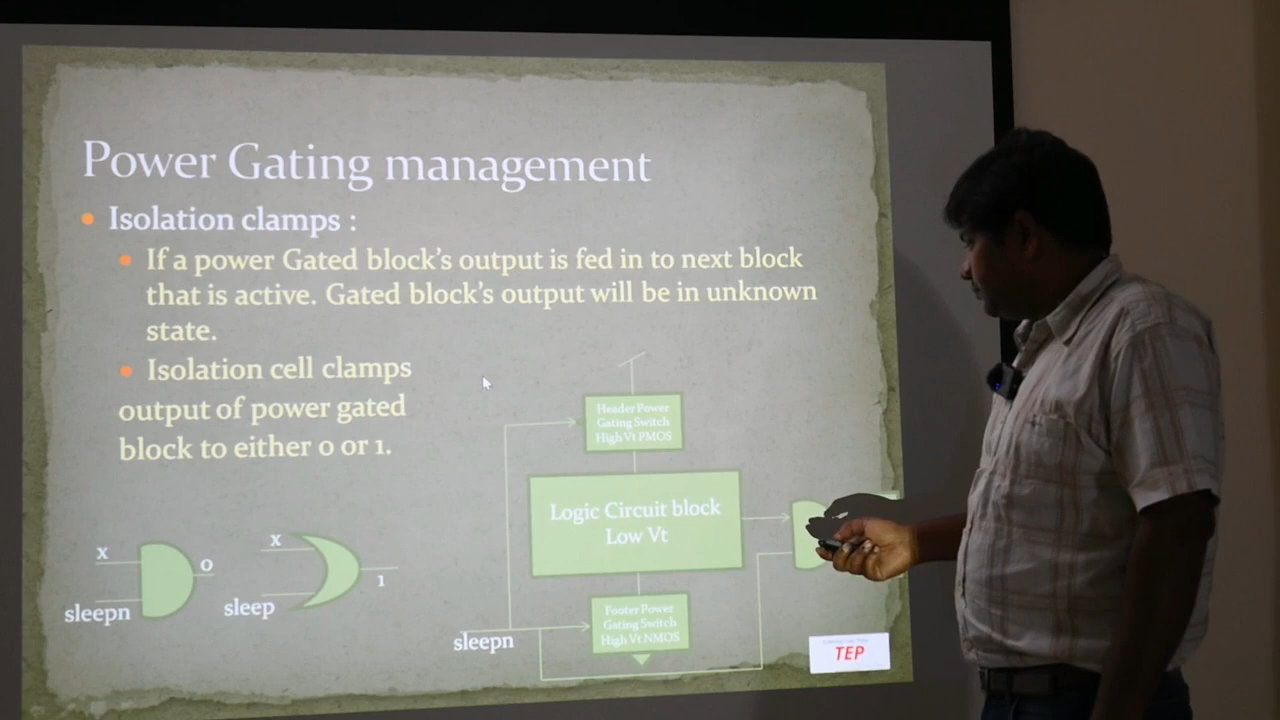 Power Gating management
Isolation clamps :
If a power Gated block's output is fed in to next block
that is active. Gated block's output will be in unknown
state.
Isolation cell clamps
output of power gated
block to either 0 or 1.
Header Power
Gating Switch
High Vt PMOS
Logic Circuit block
Low Vt
Footer Power
Gating Switch
High Vt NMOS
sleepn
x
sleepn
0
x
sleep
1
TEP